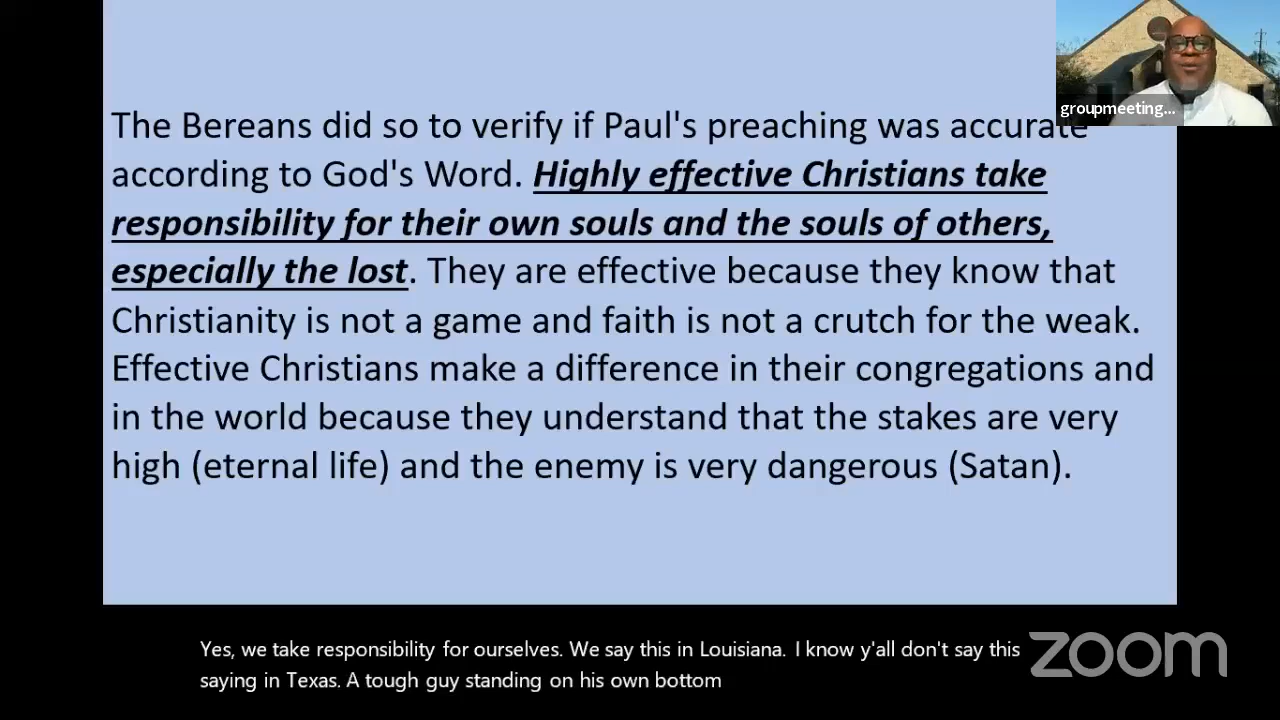 groupmeeting...
The Bereans did so to verify if Paul's preaching was accurate
according to God's Word. Highly effective Christians take
responsibility for their own souls and the souls of others,
especially the lost. They are effective because they know that
Christianity is not a game and faith is not a crutch for the weak.
Effective Christians make a difference in their congregations and
in the world because they understand that the stakes are very
high (eternal life) and the enemy is very dangerous (Satan).
Yes, we take responsibility for ourselves. We say this in Louisiana. I know y'all don't say this
saying in Texas. A tough guy standing on his own bottom
zoom